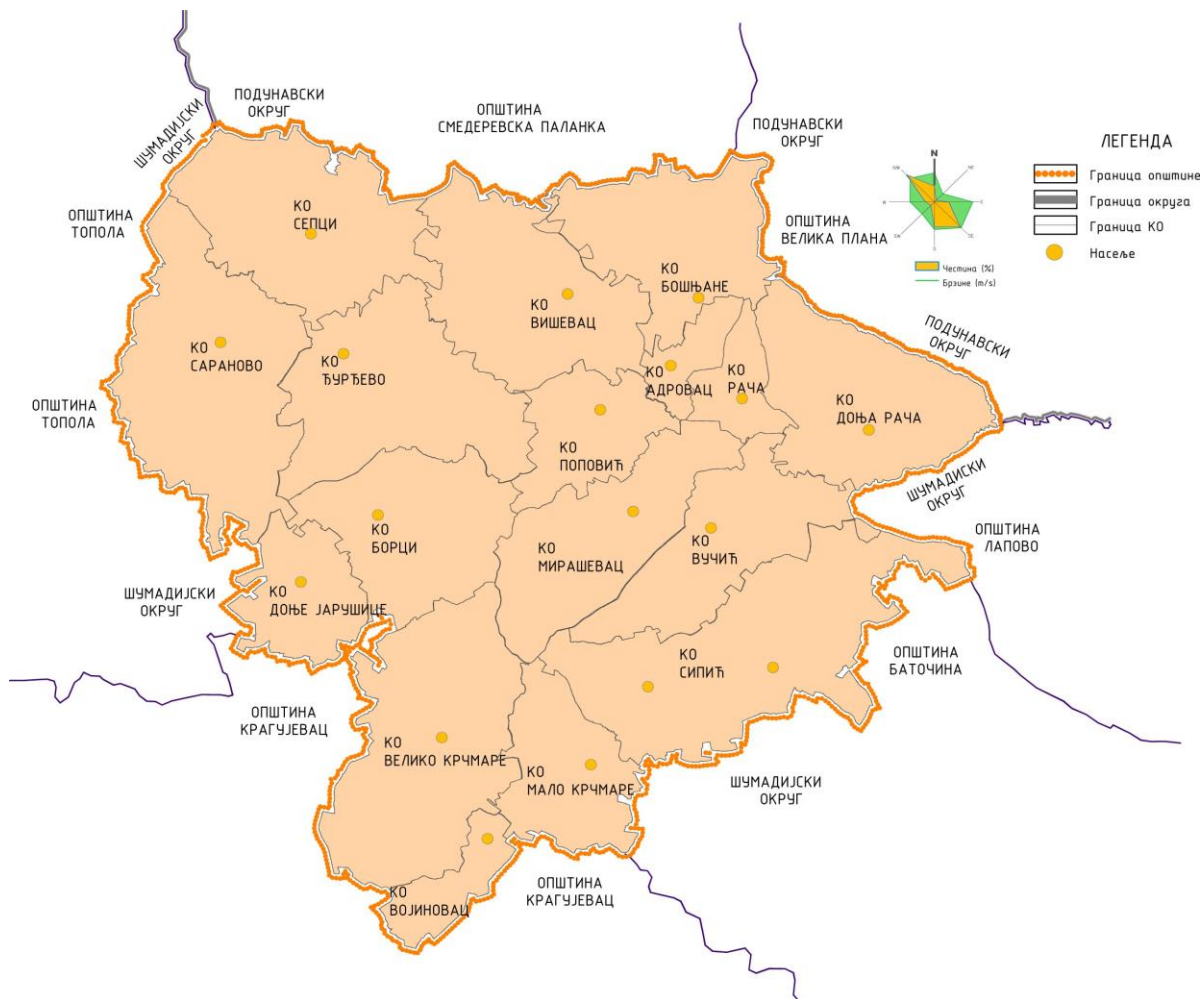 ПОДУНАВСКИ
ОКРУГ
ШУМАДИЈСКИ
ОКРУГ
ОПШТИНА
СМЕДЕРЕВСКА ПАЛАНКА
ПОДУНАВСКИ
ОКРУГ
ЛЕГЕНДА
Граница општине
Граница округа
Граница КО
Насеље
N
NE
E
SE
S
SW
W
NW
Честина (%)
Брзине (m/s)
ОПШТИНА
ТОПОЛА
КО
СЕПЦИ
ОПШТИНА
ВЕЛИКА ПЛАНА
КО
БОШЊАНЕ
КО
ВИШЕВАЦ
КО
САРАНОВО
КО
ЂУРЂЕВО
КО
АДРОВАЦ
КО
РАЧА
ПОДУНАВСКИ
ОКРУГ
ОПШТИНА
ТОПОЛА
КО
ДОЊА РАЧА
КО
ПОПОВИЋ
ШУМАДИСКИ
ОКРУГ
КО
БОРЦИ
КО
МИРАШЕВАЦ
КО
ВУЧИЋ
ОПШТИНА
ЛАПОВО
ШУМАДИЈСКИ
ОКРУГ
КО
ДОЊЕ ЈАРУШИЦЕ
КО
СИПИЋ
ОПШТИНА
БАТОЧИНА
ОПШТИНА
КРАГУЈЕВАЦ
КО
ВЕЛИКО КРЧМАРЕ
КО
МАЛО КРЧМАРЕ
ШУМАДИЈСКИ
ОКРУГ
КО
ВОЈИНОВАЦ
ОПШТИНА
КРАГУЈЕВАЦ